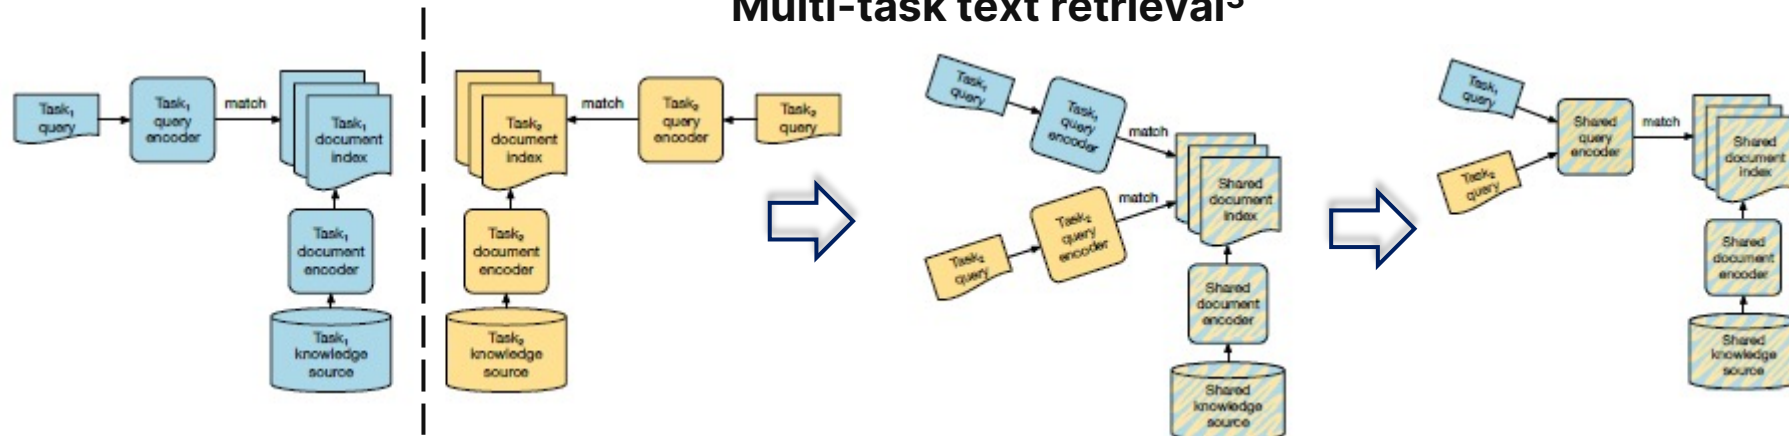 Multi-task text retrieval³
Task₁
query
Task₁
query
encoder
match
Task₁
document
index
Task₁
document
encoder
Task₁
knowledge
source
Task₂
document
index
match
Task₂
query
encoder
Task₂
query
Task₂
document
encoder
Task₂
knowledge
source
Task₁
query
Task₁
query
encoder
match
Task₂
query
Task₂
query
encoder
match
Shared
document
index
Shared
document
encoder
Shared
knowledge
source
Task₁
query
Task₂
query
Shared
query
encoder
match
Shared
document
index
Shared
document
encoder
Shared
knowledge
source